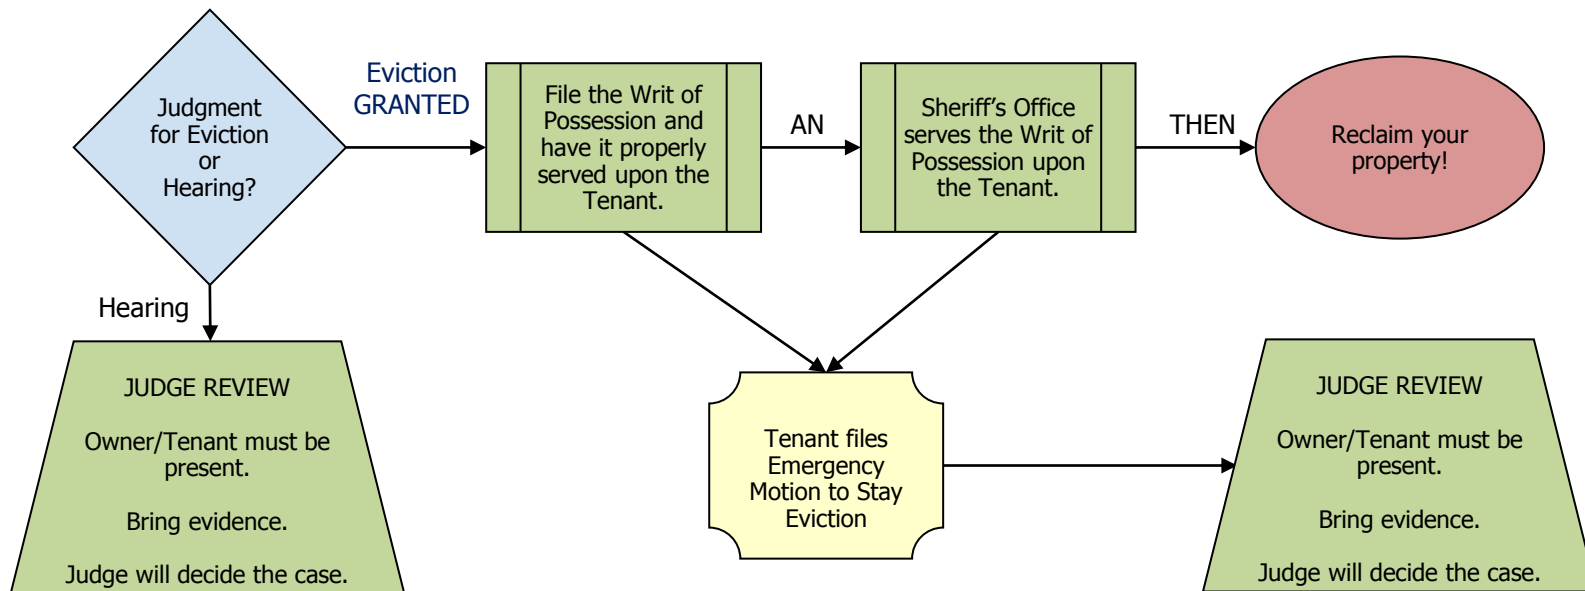 Judgment
for Eviction
or
Hearing?
Eviction
GRANTED
File the Writ of
Possession and
have it properly
served upon the
Tenant.
AN
Sheriff’s Office
serves the Writ of
Possession upon
the Tenant.
THEN
Reclaim your
property!
Hearing
JUDGE REVIEW
Owner/Tenant must be
present.
Bring evidence.
Judge will decide the case.
Tenant files
Emergency
Motion to Stay
Eviction
JUDGE REVIEW
Owner/Tenant must be
present.
Bring evidence.
Judge will decide the case.